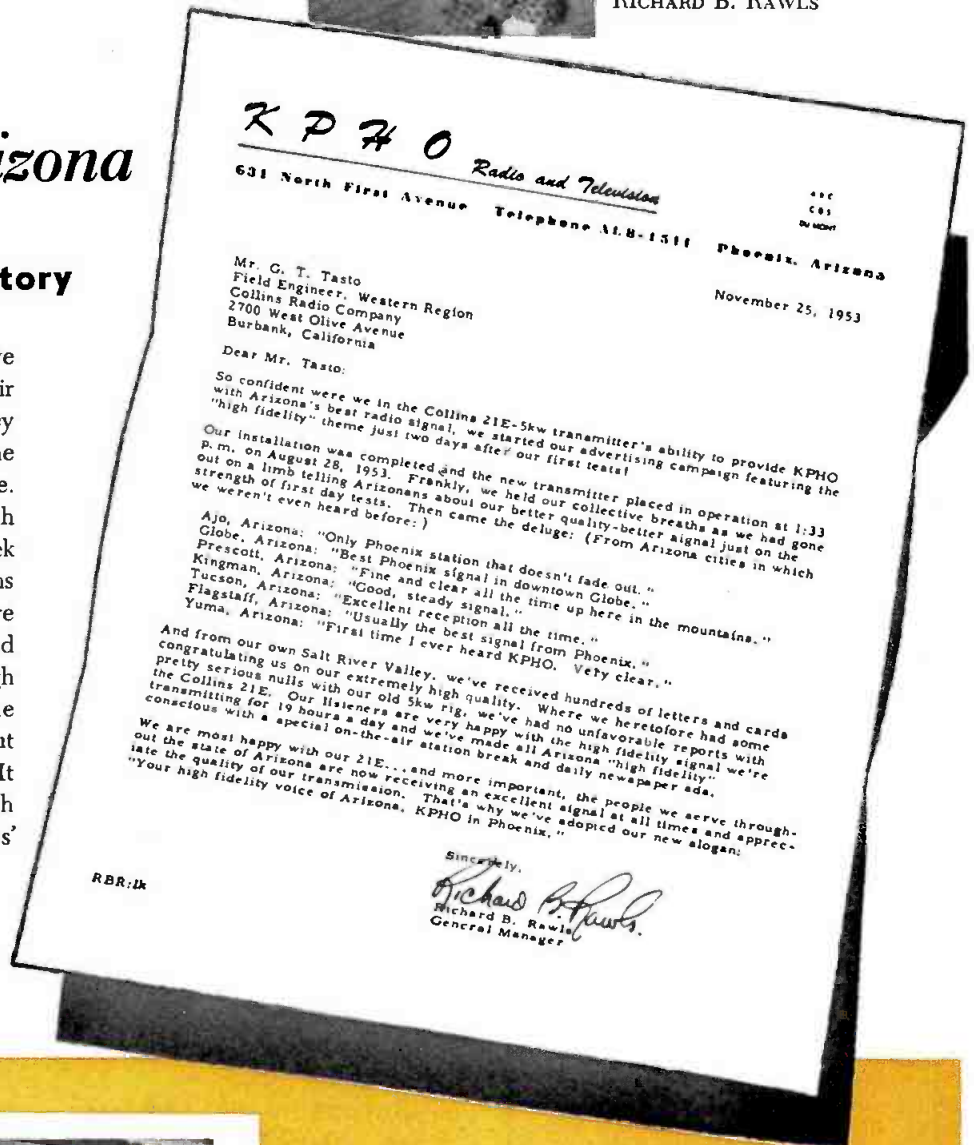 RICHARD B. RAWLS
izona
tory
ve
ir
ey
ne
e.
h
ek
ns
re
d
h
e
nt
It
h
s'
K P H O Radio and Television
631 North First Avenue Telephone AL8-1511 Phoenix, Arizona
ABC
CBS
DU MONT
November 25, 1953
Mr. G. T. Tasto
Field Engineer, Western Region
Collins Radio Company
2700 West Olive Avenue
Burbank, California
Dear Mr. Tasto:
So confident were we in the Collins 21E-5kw transmitter's ability to provide KPHO
with Arizona's best radio signal, we started our advertising campaign featuring the
"high fidelity" theme just two days after our first tests!
Our installation was completed and the new transmitter placed in operation at 1:33
p. m. on August 28, 1953. Frankly, we held our collective breaths as we had gone
out on a limb telling Arizonans about our better quality-better signal just on the
strength of first day tests. Then came the deluge: (From Arizona cities in which
we weren't even heard before: )
Ajo, Arizona: "Only Phoenix station that doesn't fade out. "
Globe, Arizona: "Best Phoenix signal in downtown Globe. "
Prescott, Arizona: "Fine and clear all the time up here in the mountains. "
Kingman, Arizona: "Good, steady signal. "
Tucson, Arizona: "Excellent reception all the time. "
Flagstaff, Arizona: "Usually the best signal from Phoenix. "
Yuma, Arizona: "First time I ever heard KPHO. Very clear. "
And from our own Salt River Valley, we've received hundreds of letters and cards
congratulating us on our extremely high quality. Where we heretofore had some
pretty serious nulls with our old 5kw rig, we've had no unfavorable reports with
the Collins 21E. Our listeners are very happy with the high fidelity signal we're
transmitting for 19 hours a day and we've made all Arizona "high fidelity"
conscious with a special on-the-air station break and daily newspaper ads.
We are most happy with our 21E...and more important, the people we serve through-
out the state of Arizona are now receiving an excellent signal at all times and apprec-
iate the quality of our transmission. That's why we've adopted our new slogan:
"Your high fidelity voice of Arizona, KPHO in Phoenix. "
Sincerely,
Richard B. Rawls.
Richard B. Rawls
General Manager
RBR:lk